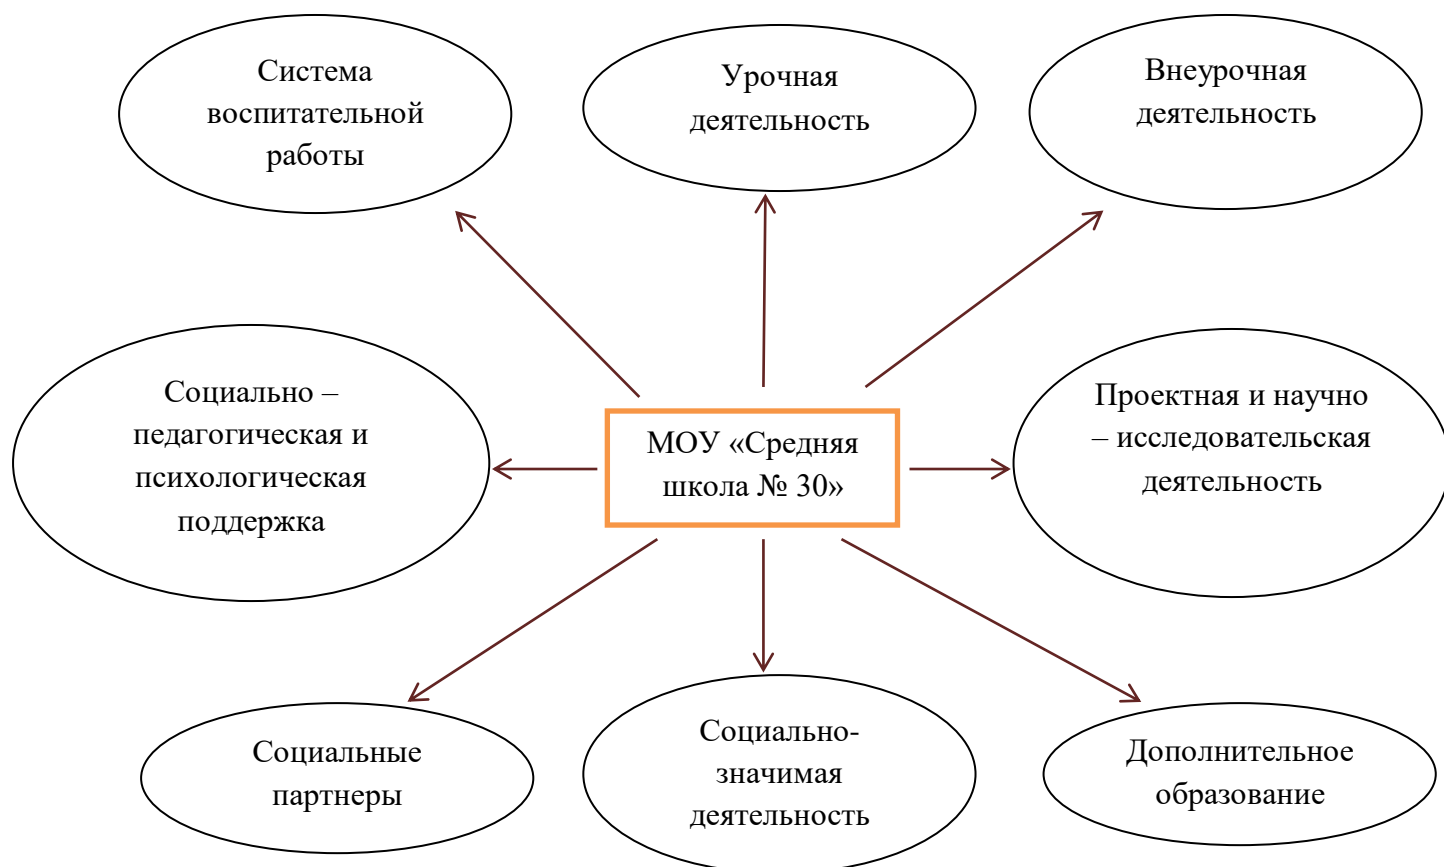 Система
воспитательной
работы
Урочная
деятельность
Внеурочная
деятельность
Социально –
педагогическая и
психологическая
поддержка
МОУ «Средняя
школа № 30»
Проектная и научно
– исследовательская
деятельность
Социальные
партнеры
Социально-
значимая
деятельность
Дополнительное
образование